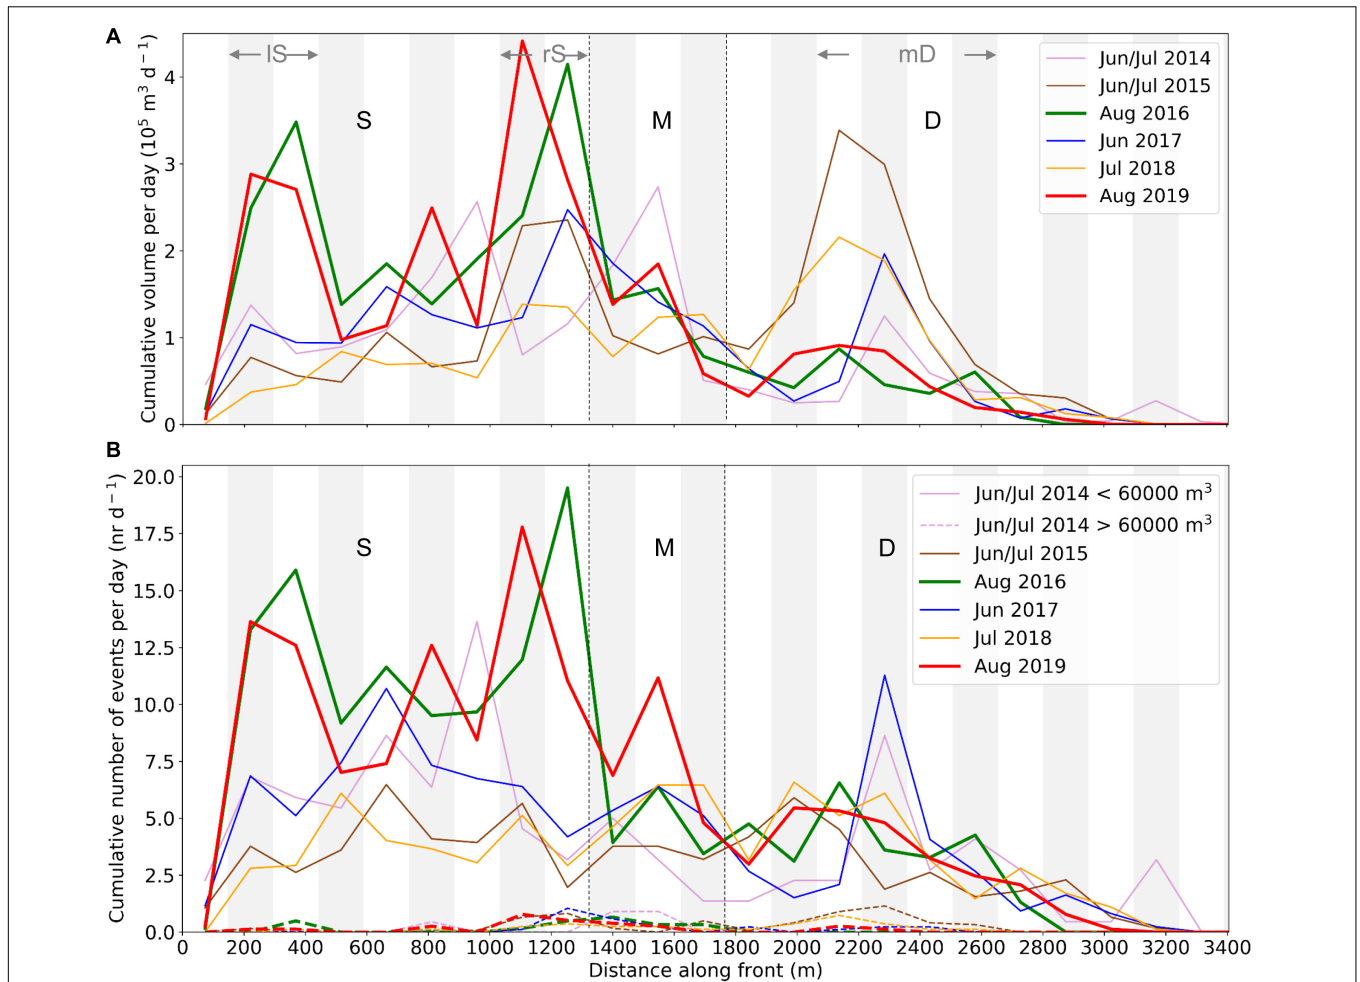 A
Cumulative volume per day (10⁵ m³ d⁻¹)
4
3
2
1
0
lS
rS
mD
S
M
D
Jun/Jul 2014
Jun/Jul 2015
Aug 2016
Jun 2017
Jul 2018
Aug 2019
B
Cumulative number of events per day (nr d⁻¹)
20.0
17.5
15.0
12.5
10.0
7.5
5.0
2.5
0.0
S
M
D
Jun/Jul 2014 < 60000 m³
Jun/Jul 2014 > 60000 m³
Jun/Jul 2015
Aug 2016
Jun 2017
Jul 2018
Aug 2019
0 200 400 600 800 1000 1200 1400 1600 1800 2000 2200 2400 2600 2800 3000 3200 3400
Distance along front (m)